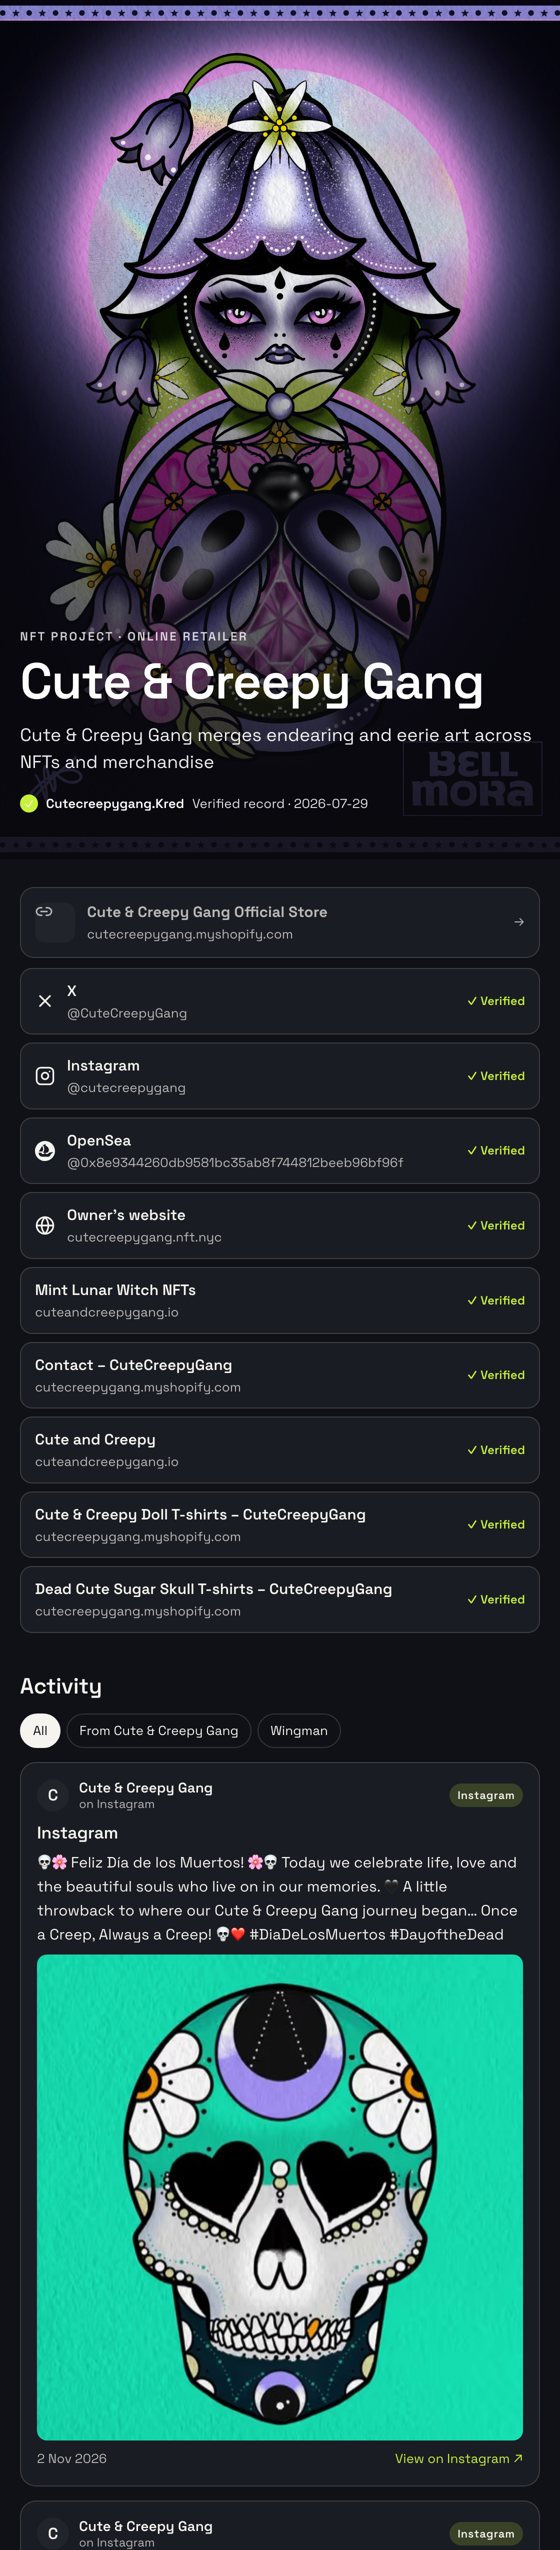 NFT PROJECT · ONLINE RETAILER
Cute & Creepy Gang
Cute & Creepy Gang merges endearing and eerie art across
NFTs and merchandise
Cutecreepygang.Kred Verified record · 2026-07-29
BELL
MORA
Cute & Creepy Gang Official Store
cutecreepygang.myshopify.com
→
X
@CuteCreepyGang
✓ Verified
Instagram
@cutecreepygang
✓ Verified
OpenSea
@0x8e9344260db9581bc35ab8f744812beeb96bf96f
✓ Verified
Owner's website
cutecreepygang.nft.nyc
✓ Verified
Mint Lunar Witch NFTs
cuteandcreepygang.io
✓ Verified
Contact – CuteCreepyGang
cutecreepygang.myshopify.com
✓ Verified
Cute and Creepy
cuteandcreepygang.io
✓ Verified
Cute & Creepy Doll T-shirts – CuteCreepyGang
cutecreepygang.myshopify.com
✓ Verified
Dead Cute Sugar Skull T-shirts – CuteCreepyGang
cutecreepygang.myshopify.com
✓ Verified
Activity
All From Cute & Creepy Gang Wingman
C
Cute & Creepy Gang
on Instagram
Instagram
Instagram
💀🌸 Feliz Día de los Muertos! 🌸💀 Today we celebrate life, love and
the beautiful souls who live on in our memories. 🖤 A little
throwback to where our Cute & Creepy Gang journey began... Once
a Creep, Always a Creep! 💀❤️ #DiaDeLosMuertos #DayoftheDead
2 Nov 2026 View on Instagram ↗
C
Cute & Creepy Gang
on Instagram
Instagram